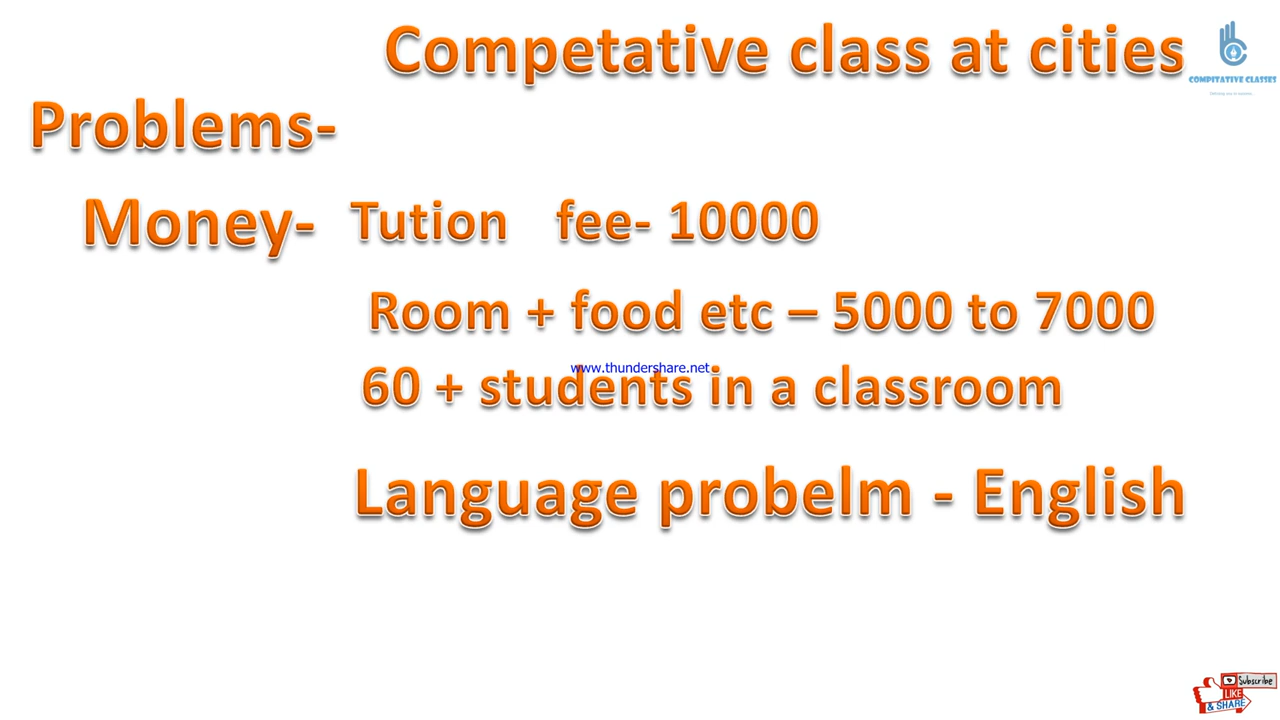 Competative class at cities
COMPITATIVE CLASSES
Problems-
Money- Tution fee- 10000
Room + food etc – 5000 to 7000
www.thundershare.net
60 + students in a classroom
Language probelm - English
Subscribe
LIKE
& SHARE